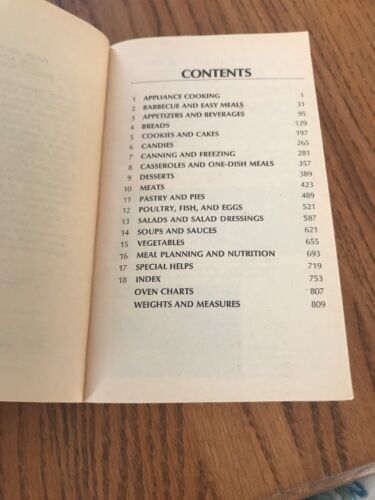 CONTENTS
1 APPLIANCE COOKING 1
2 BARBECUE AND EASY MEALS 31
3 APPETIZERS AND BEVERAGES 95
4 BREADS 129
5 COOKIES AND CAKES 197
6 CANDIES 265
7 CANNING AND FREEZING 281
8 CASSEROLES AND ONE-DISH MEALS 357
9 DESSERTS 389
10 MEATS 423
11 PASTRY AND PIES 489
12 POULTRY, FISH, AND EGGS 521
13 SALADS AND SALAD DRESSINGS 587
14 SOUPS AND SAUCES 621
15 VEGETABLES 655
16 MEAL PLANNING AND NUTRITION 693
17 SPECIAL HELPS 719
18 INDEX 753
OVEN CHARTS 807
WEIGHTS AND MEASURES 809